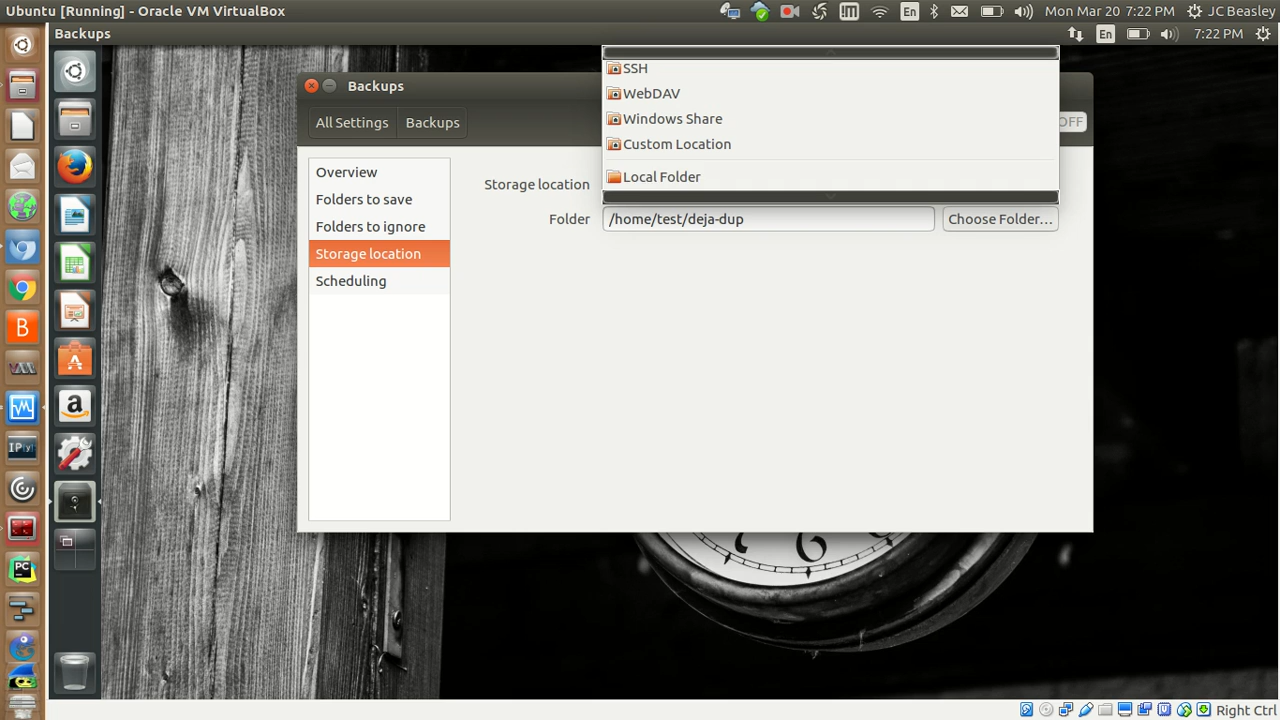 Ubuntu [Running] - Oracle VM VirtualBox
En
Mon Mar 20 7:22 PM
JC Beasley
Backups
En
7:22 PM
Backups
All Settings
Backups
OFF
SSH
WebDAV
Windows Share
Custom Location
Local Folder
Overview
Folders to save
Folders to ignore
Storage location
Scheduling
Storage location
Folder
/home/test/deja-dup
Choose Folder...
B
IP[y]
PC
a
Right Ctrl